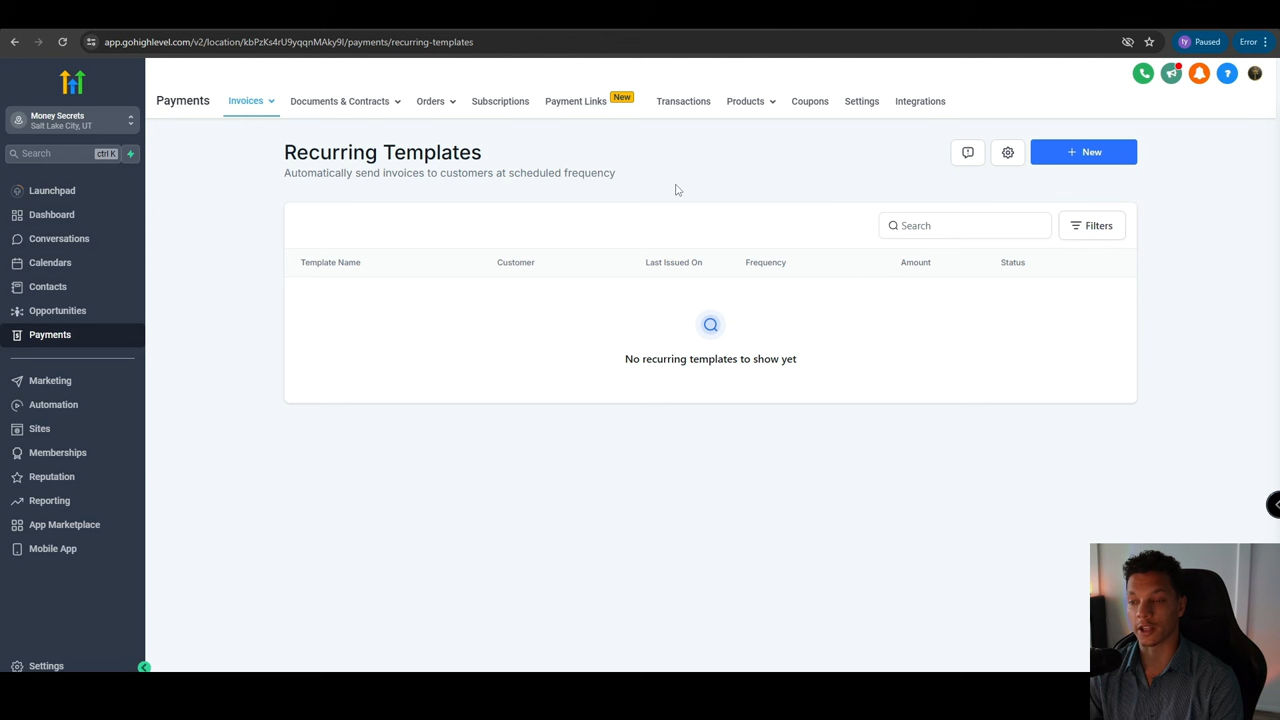 app.gohighlevel.com/v2/location/kbPzKs4rU9yqqnMAky9I/payments/recurring-templates
Paused
Error
Money Secrets
Salt Lake City, UT
Search
ctrl K
Launchpad
Dashboard
Conversations
Calendars
Contacts
Opportunities
Payments
Marketing
Automation
Sites
Memberships
Reputation
Reporting
App Marketplace
Mobile App
Settings
Payments Invoices Documents & Contracts Orders Subscriptions Payment Links New Transactions Products Coupons Settings Integrations
Recurring Templates
Automatically send invoices to customers at scheduled frequency
+ New
Search
Filters
Template Name Customer Last Issued On Frequency Amount Status
No recurring templates to show yet